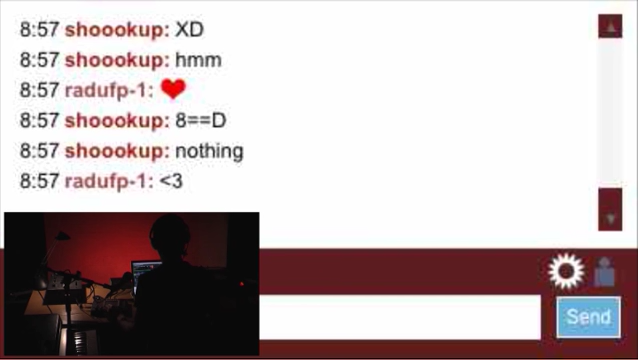 8:57 shoookup: XD
8:57 shoookup: hmm
8:57 radufp-1: ❤
8:57 shoookup: 8==D
8:57 shoookup: nothing
8:57 radufp-1: <3
Send